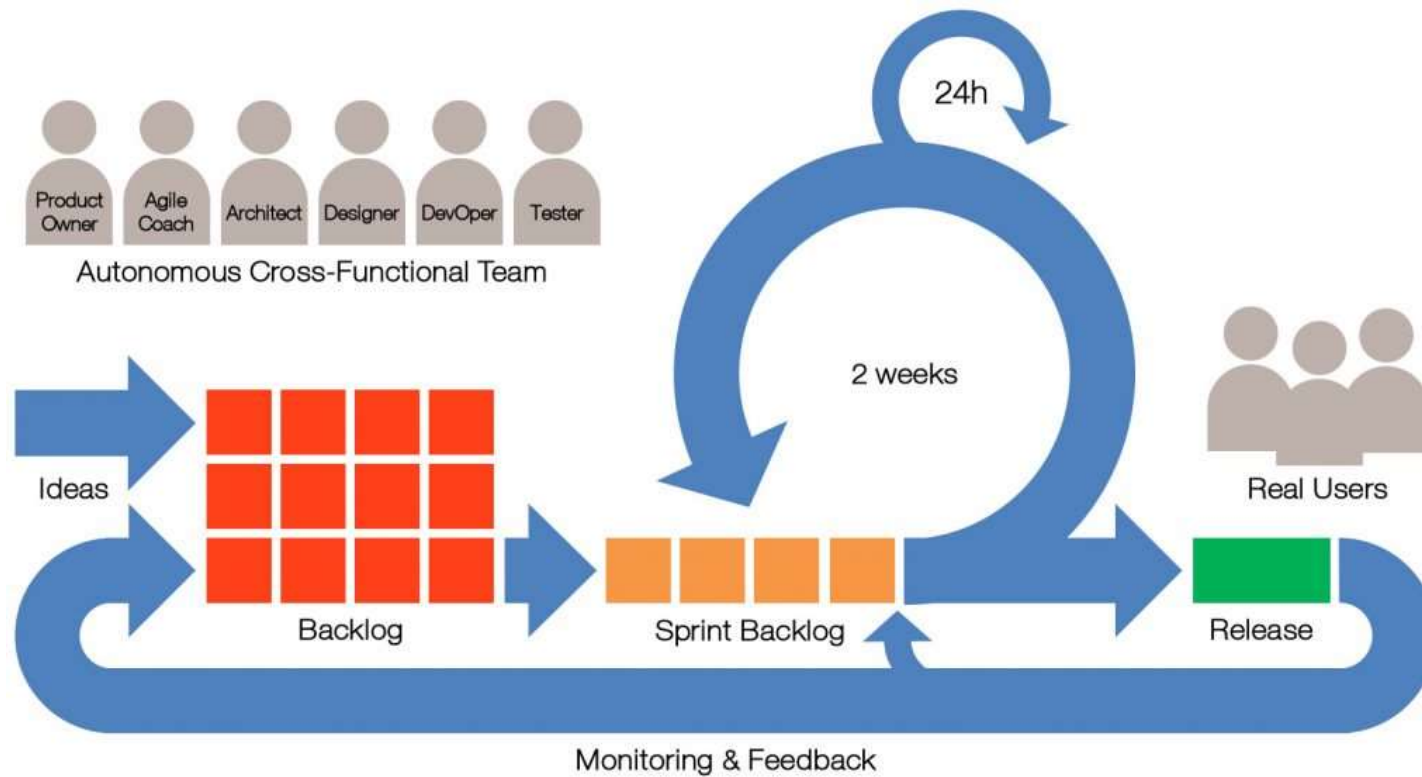 24h
Product
Owner
Agile
Coach
Architect
Designer
DevOper
Tester
Autonomous Cross-Functional Team
2 weeks
Ideas
Real Users
Backlog
Sprint Backlog
Release
Monitoring & Feedback